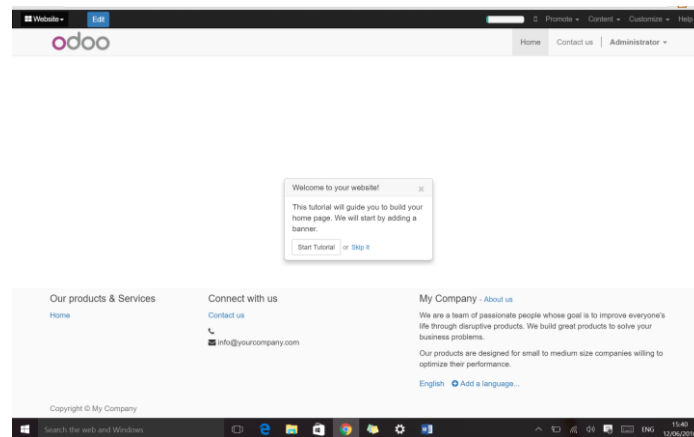 Website
Edit
Promote
Content
Customize
Help
odoo
Home
Contact us
Administrator
Welcome to your website!
×
This tutorial will guide you to build your
home page. We will start by adding a
banner.
Start Tutorial or Skip It
Our products & Services
Home
Connect with us
Contact us
info@yourcompany.com
My Company - About us
We are a team of passionate people whose goal is to improve everyone's
life through disruptive products. We build great products to solve your
business problems.
Our products are designed for small to medium size companies willing to
optimize their performance.
English
Add a language...
Copyright © My Company
Search the web and Windows
ENG
15:40